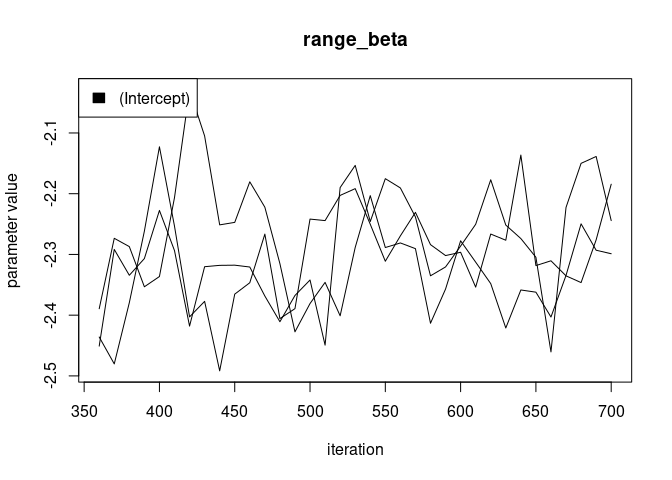 range_beta
(Intercept)
parameter value
-2.1
-2.2
-2.3
-2.4
-2.5
350 400 450 500 550 600 650 700
iteration